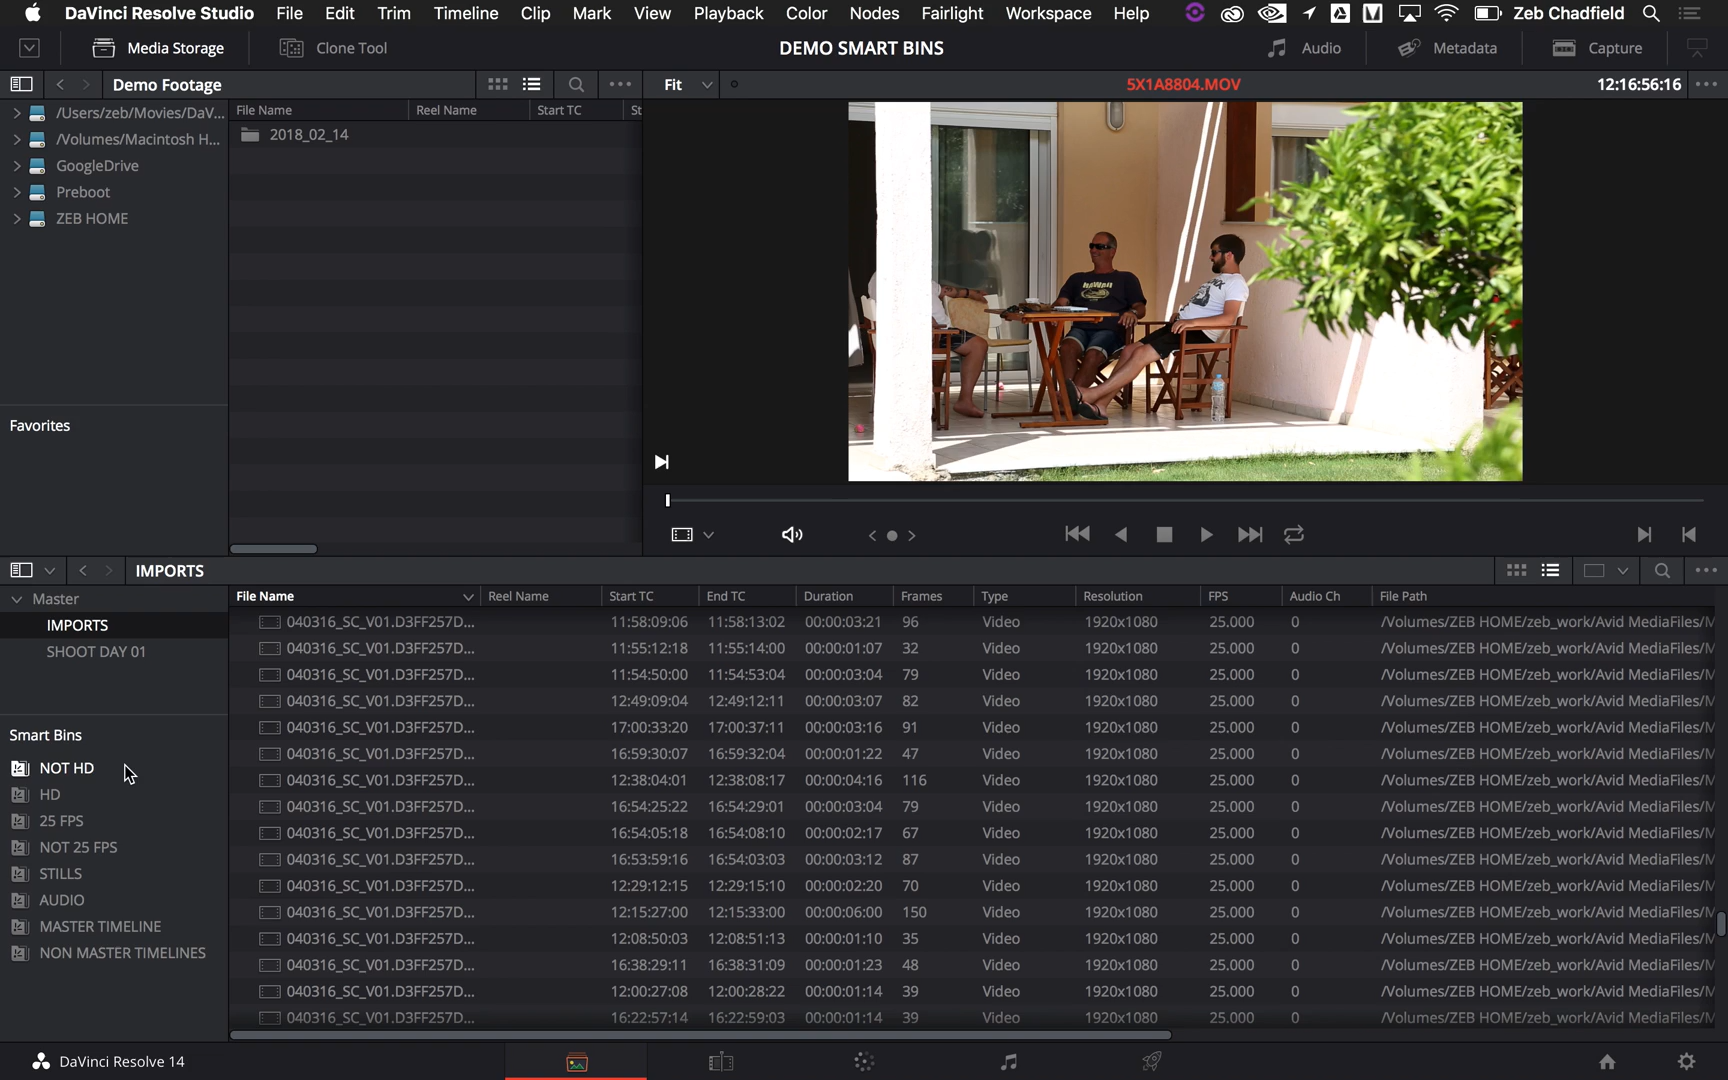 DaVinci Resolve Studio File Edit Trim Timeline Clip Mark View Playback Color Nodes Fairlight Workspace Help Zeb Chadfield
Media Storage Clone Tool DEMO SMART BINS Audio Metadata Capture
Demo Footage Fit 5X1A8804.MOV 12:16:56:16
/Users/zeb/Movies/DaV... File Name Reel Name Start TC St
/Volumes/Macintosh H... 2018_02_14
GoogleDrive
Preboot
ZEB HOME
HAWAII
Favorites
IMPORTS
Master File Name Reel Name Start TC End TC Duration Frames Type Resolution FPS Audio Ch File Path
IMPORTS 040316_SC_V01.D3FF257D... 11:58:09:06 11:58:13:02 00:00:03:21 96 Video 1920x1080 25.000 0 /Volumes/ZEB HOME/zeb_work/Avid MediaFiles/M
SHOOT DAY 01 040316_SC_V01.D3FF257D... 11:55:12:18 11:55:14:00 00:00:01:07 32 Video 1920x1080 25.000 0 /Volumes/ZEB HOME/zeb_work/Avid MediaFiles/M
040316_SC_V01.D3FF257D... 11:54:50:00 11:54:53:04 00:00:03:04 79 Video 1920x1080 25.000 0 /Volumes/ZEB HOME/zeb_work/Avid MediaFiles/M
040316_SC_V01.D3FF257D... 12:49:09:04 12:49:12:11 00:00:03:07 82 Video 1920x1080 25.000 0 /Volumes/ZEB HOME/zeb_work/Avid MediaFiles/M
Smart Bins 040316_SC_V01.D3FF257D... 17:00:33:20 17:00:37:11 00:00:03:16 91 Video 1920x1080 25.000 0 /Volumes/ZEB HOME/zeb_work/Avid MediaFiles/M
040316_SC_V01.D3FF257D... 16:59:30:07 16:59:32:04 00:00:01:22 47 Video 1920x1080 25.000 0 /Volumes/ZEB HOME/zeb_work/Avid MediaFiles/M
NOT HD 040316_SC_V01.D3FF257D... 12:38:04:01 12:38:08:17 00:00:04:16 116 Video 1920x1080 25.000 0 /Volumes/ZEB HOME/zeb_work/Avid MediaFiles/M
HD 040316_SC_V01.D3FF257D... 16:54:25:22 16:54:29:01 00:00:03:04 79 Video 1920x1080 25.000 0 /Volumes/ZEB HOME/zeb_work/Avid MediaFiles/M
25 FPS 040316_SC_V01.D3FF257D... 16:54:05:18 16:54:08:10 00:00:02:17 67 Video 1920x1080 25.000 0 /Volumes/ZEB HOME/zeb_work/Avid MediaFiles/M
NOT 25 FPS 040316_SC_V01.D3FF257D... 16:53:59:16 16:54:03:03 00:00:03:12 87 Video 1920x1080 25.000 0 /Volumes/ZEB HOME/zeb_work/Avid MediaFiles/M
STILLS 040316_SC_V01.D3FF257D... 12:29:12:15 12:29:15:10 00:00:02:20 70 Video 1920x1080 25.000 0 /Volumes/ZEB HOME/zeb_work/Avid MediaFiles/M
AUDIO 040316_SC_V01.D3FF257D... 12:15:27:00 12:15:33:00 00:00:06:00 150 Video 1920x1080 25.000 0 /Volumes/ZEB HOME/zeb_work/Avid MediaFiles/M
MASTER TIMELINE 040316_SC_V01.D3FF257D... 12:08:50:03 12:08:51:13 00:00:01:10 35 Video 1920x1080 25.000 0 /Volumes/ZEB HOME/zeb_work/Avid MediaFiles/M
NON MASTER TIMELINES 040316_SC_V01.D3FF257D... 16:38:29:11 16:38:31:09 00:00:01:23 48 Video 1920x1080 25.000 0 /Volumes/ZEB HOME/zeb_work/Avid MediaFiles/M
040316_SC_V01.D3FF257D... 12:00:27:08 12:00:28:22 00:00:01:14 39 Video 1920x1080 25.000 0 /Volumes/ZEB HOME/zeb_work/Avid MediaFiles/M
040316_SC_V01.D3FF257D... 16:22:57:14 16:22:59:03 00:00:01:14 39 Video 1920x1080 25.000 0 /Volumes/ZEB HOME/zeb_work/Avid MediaFiles/M
DaVinci Resolve 14